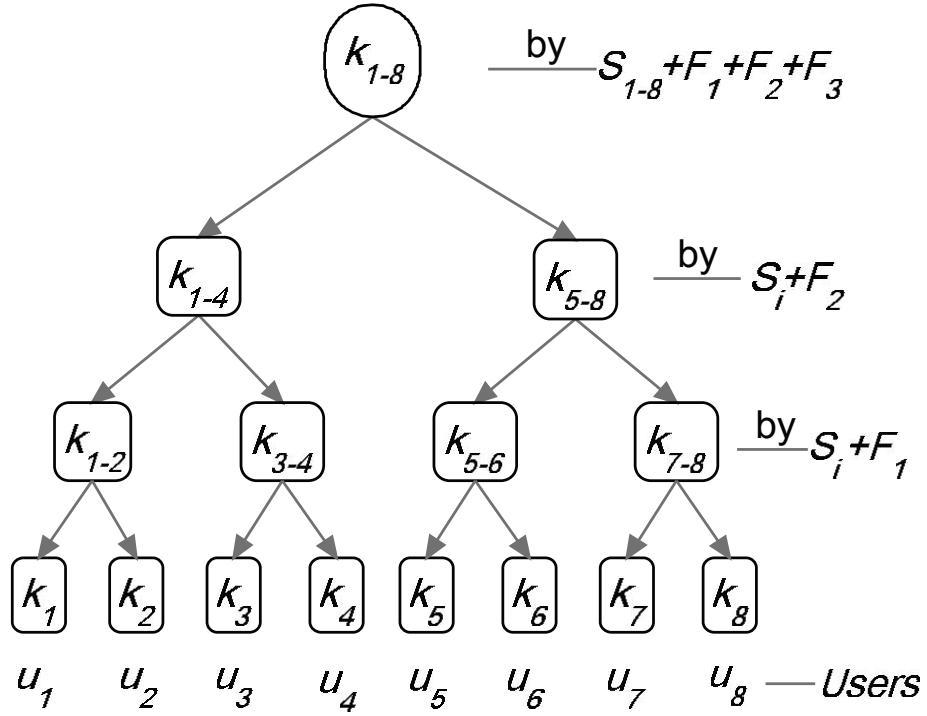 k1-8 by S1-8+F1+F2+F3
k1-4 k5-8 by Si+F2
k1-2 k3-4 k5-6 k7-8 by Si+F1
k1 k2 k3 k4 k5 k6 k7 k8
u1 u2 u3 u4 u5 u6 u7 u8 Users